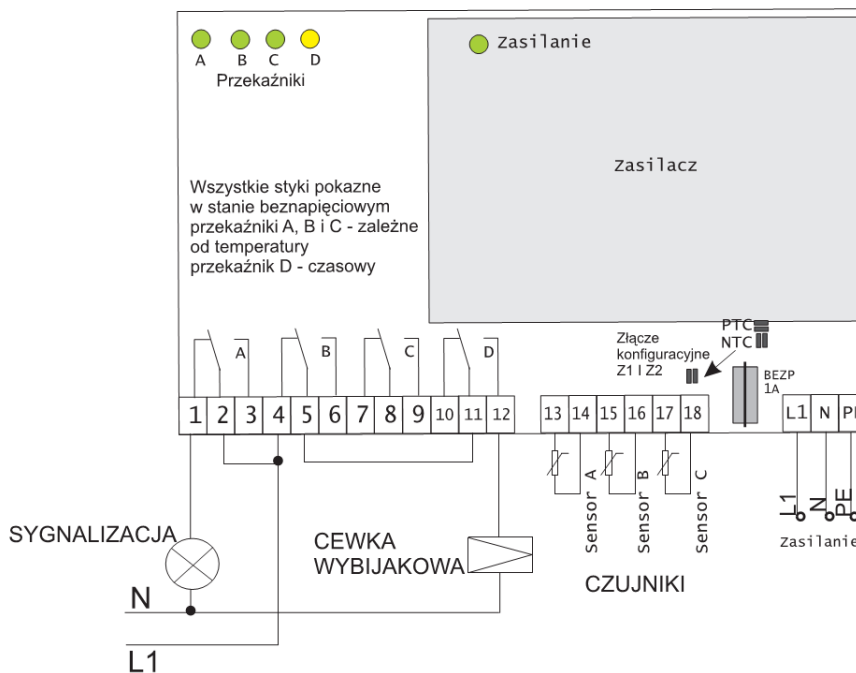 A B C D
Przekaźniki
Zasilanie
Zasilacz
Wszystkie styki pokazne
w stanie beznapięciowym
przekaźniki A, B i C - zależne
od temperatury
przekaźnik D - czasowy
A B C D
Złącze
konfiguracyjne
Z1 I Z2
PTC
NTC
BEZP
1A
1 2 3 4 5 6 7 8 9 10 11 12
13 14 15 16 17 18
L1 N PE
Sensor A
Sensor B
Sensor C
L1
N
PE
Zasilanie
SYGNALIZACJA
CEWKA
WYBIJAKOWA
CZUJNIKI
N
L1